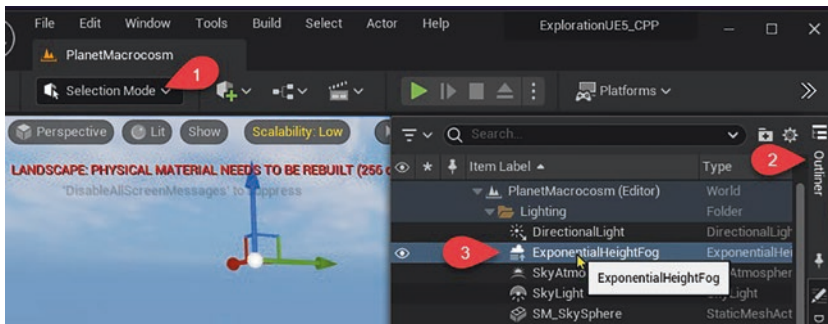 File Edit Window Tools Build Select Actor Help ExplorationUE5_CPP
PlanetMacrocosm
1
Selection Mode
Platforms
Perspective Lit Show Scalability: Low
Search...
2
Outliner
LANDSCAPE: PHYSICAL MATERIAL NEEDS TO BE REBUILT (256
'DisableAllScreenMessages' to suppress
Item Label Type
PlanetMacrocosm (Editor) World
Lighting Folder
DirectionalLight DirectionalLigh
3
ExponentialHeightFog ExponentialHei
ExponentialHeightFog
SkyAtmo Atmospher
SkyLight Light
SM_SkySphere StaticMeshAct
D